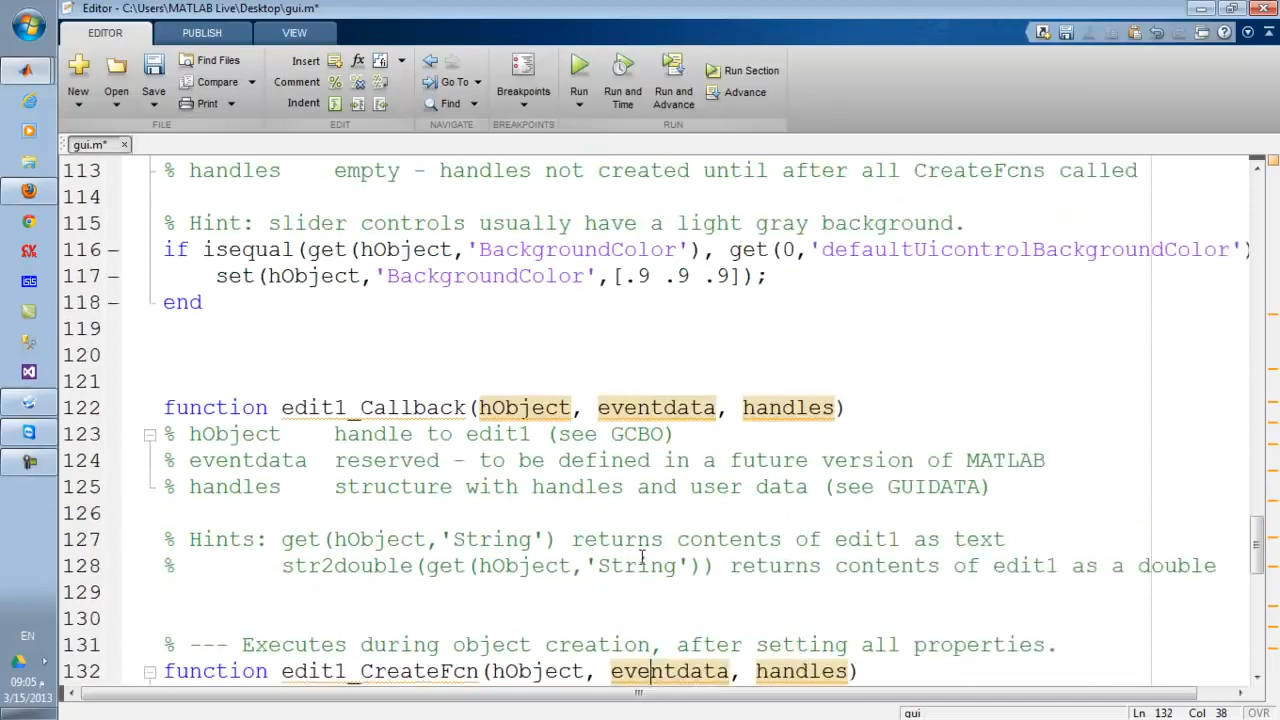 Editor - C:\Users\MATLAB Live\Desktop\gui.m*
EDITOR PUBLISH VIEW
New Open Save Find Files Compare Print
Insert Comment Indent fx
Go To Find
Breakpoints
Run Run and Time Run and Advance Run Section Advance
FILE EDIT NAVIGATE BREAKPOINTS RUN
gui.m*
113 % handles empty - handles not created until after all CreateFcns called
114
115 % Hint: slider controls usually have a light gray background.
116 if isequal(get(hObject,'BackgroundColor'), get(0,'defaultUicontrolBackgroundColor')
117 set(hObject,'BackgroundColor',[.9 .9 .9]);
118 end
119
120
121
122 function edit1_Callback(hObject, eventdata, handles)
123 % hObject handle to edit1 (see GCBO)
124 % eventdata reserved - to be defined in a future version of MATLAB
125 % handles structure with handles and user data (see GUIDATA)
126
127 % Hints: get(hObject,'String') returns contents of edit1 as text
128 % str2double(get(hObject,'String')) returns contents of edit1 as a double
129
130
131 % --- Executes during object creation, after setting all properties.
132 function edit1_CreateFcn(hObject, eventdata, handles)
EN
09:05 م
3/15/2013
gui Ln 132 Col 38 OVR